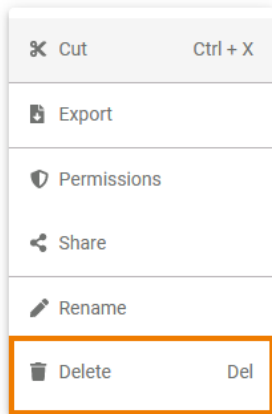 Cut Ctrl + X
Export
Permissions
Share
Rename
Delete Del